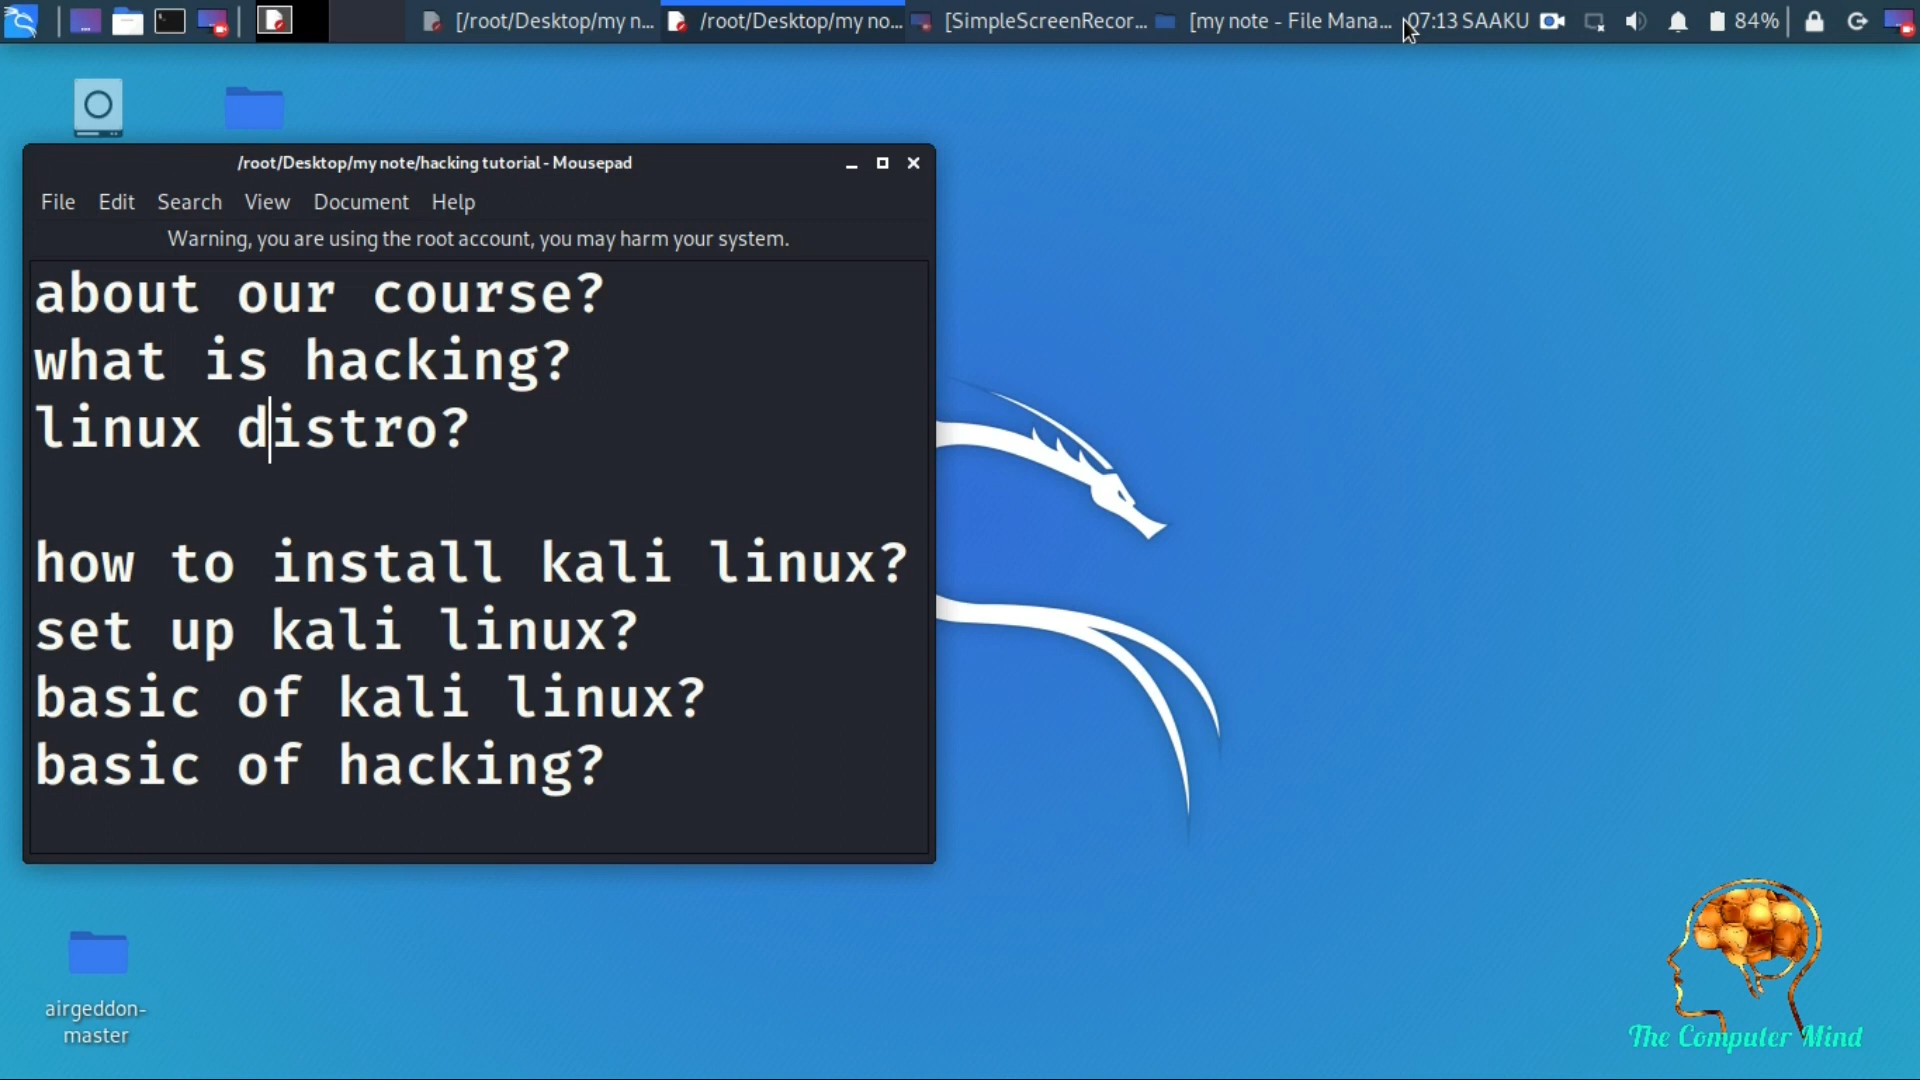 [/root/Desktop/my n... /root/Desktop/my no... [SimpleScreenRecor... [my note - File Mana... 07:13 SAAKU 84%
/root/Desktop/my note/hacking tutorial - Mousepad
File Edit Search View Document Help
Warning, you are using the root account, you may harm your system.
about our course?
what is hacking?
linux distro?
how to install kali linux?
set up kali linux?
basic of kali linux?
basic of hacking?
airgeddon-
master
The Computer Mind